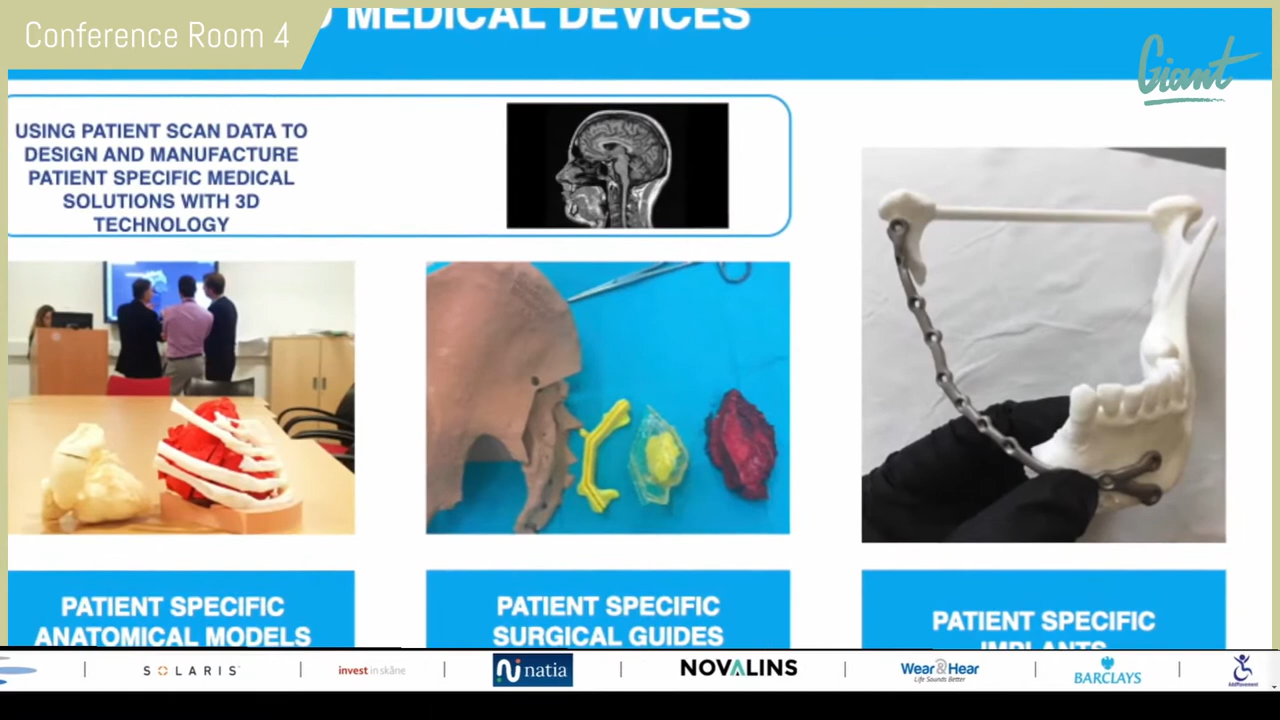 Conference Room 4
MEDICAL DEVICES
Giant
USING PATIENT SCAN DATA TO
DESIGN AND MANUFACTURE
PATIENT SPECIFIC MEDICAL
SOLUTIONS WITH 3D
TECHNOLOGY
PATIENT SPECIFIC
ANATOMICAL MODELS
PATIENT SPECIFIC
SURGICAL GUIDES
PATIENT SPECIFIC
IMPLANTS
SOLARIS
invest in skåne
natia
NOVALINS
Wear&Hear
Life Sounds Better
BARCLAYS